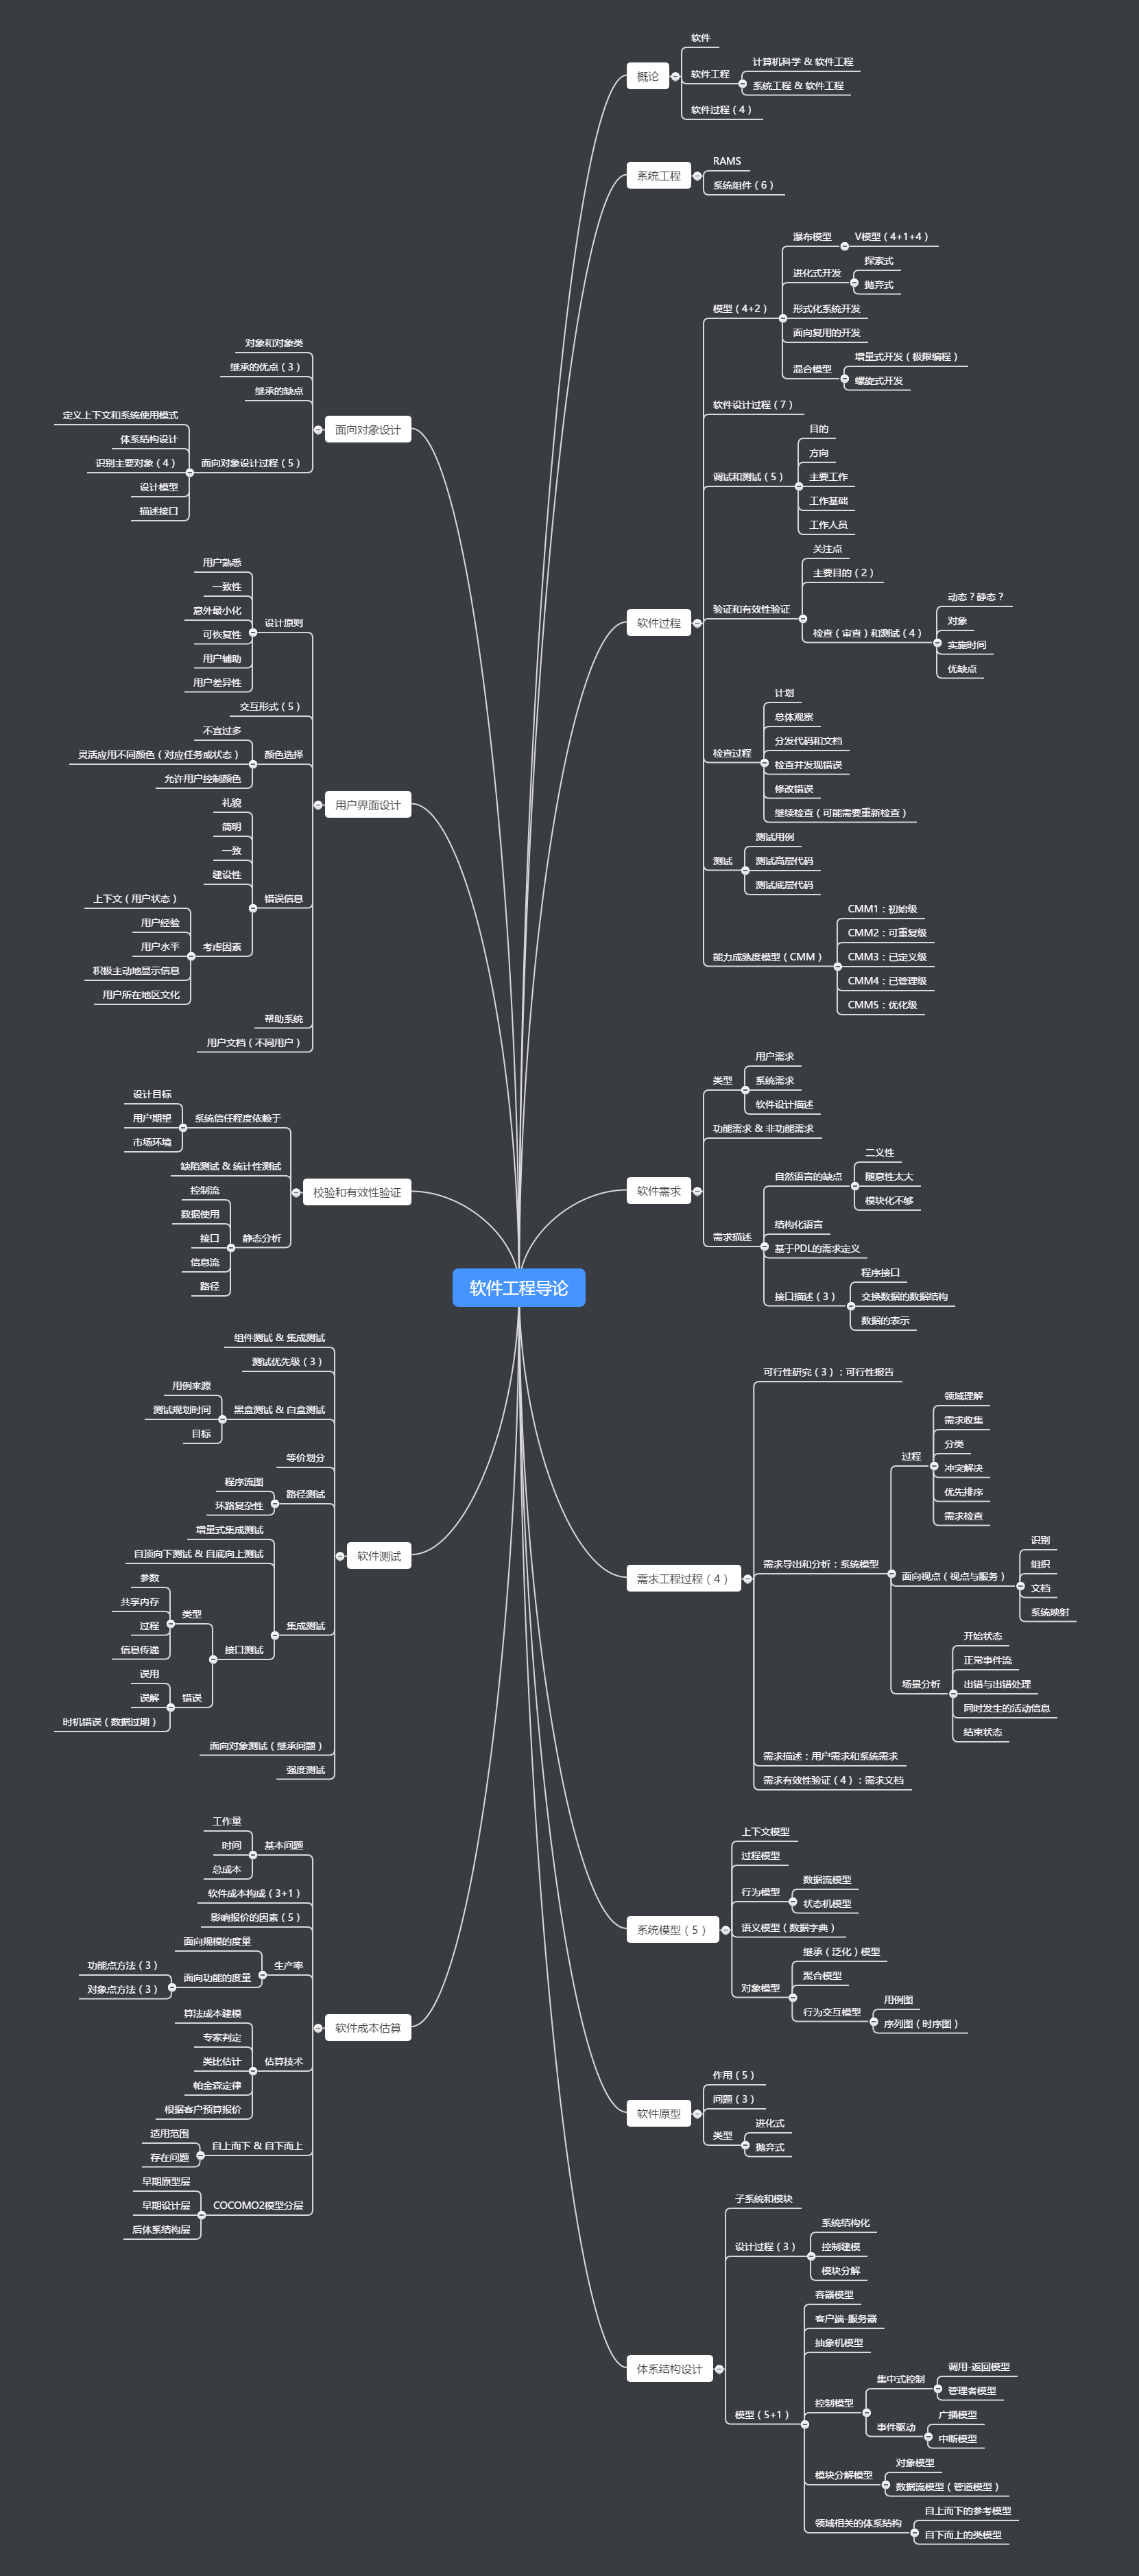 软件工程导论
概论
软件
软件工程
计算机科学 & 软件工程
系统工程 & 软件工程
软件过程（4）
系统工程
RAMS
系统组件（6）
软件过程
模型（4+2）
瀑布模型
V模型（4+1+4）
进化式开发
探索式
抛弃式
形式化系统开发
面向复用的开发
混合模型
增量式开发（极限编程）
螺旋式开发
软件设计过程（7）
调试和测试（5）
目的
方向
主要工作
工作基础
工作人员
验证和有效性验证
关注点
主要目的（2）
检查（审查）和测试（4）
动态？静态？
对象
实施时间
优缺点
检查过程
计划
总体观察
分发代码和文档
检查并发现错误
修改错误
继续检查（可能需要重新检查）
测试
测试用例
测试高层代码
测试底层代码
能力成熟度模型（CMM）
CMM1：初始级
CMM2：可重复级
CMM3：已定义级
CMM4：已管理级
CMM5：优化级
软件需求
类型
用户需求
系统需求
软件设计描述
功能需求 & 非功能需求
需求描述
自然语言的缺点
二义性
随意性太大
模块化不够
结构化语言
基于PDL的需求定义
接口描述（3）
程序接口
交换数据的数据结构
数据的表示
需求工程过程（4）
可行性研究（3）：可行性报告
需求导出和分析：系统模型
过程
领域理解
需求收集
分类
冲突解决
优先排序
需求检查
面向视点（视点与服务）
识别
组织
文档
系统映射
场景分析
开始状态
正常事件流
出错与出错处理
同时发生的活动信息
结束状态
需求描述：用户需求和系统需求
需求有效性验证（4）：需求文档
系统模型（5）
上下文模型
过程模型
行为模型
数据流模型
状态机模型
语义模型（数据字典）
对象模型
继承（泛化）模型
聚合模型
行为交互模型
用例图
序列图（时序图）
软件原型
作用（5）
问题（3）
类型
进化式
抛弃式
体系结构设计
子系统和模块
设计过程（3）
系统结构化
控制建模
模块分解
模型（5+1）
容器模型
客户端-服务器
抽象机模型
控制模型
集中式控制
调用-返回模型
管理者模型
事件驱动
广播模型
中断模型
模块分解模型
对象模型
数据流模型（管道模型）
领域相关的体系结构
自上而下的参考模型
自下而上的类模型
面向对象设计
对象和对象类
继承的优点（3）
继承的缺点
面向对象设计过程（5）
定义上下文和系统使用模式
体系结构设计
识别主要对象（4）
设计模型
描述接口
用户界面设计
设计原则
用户熟悉
一致性
意外最小化
可恢复性
用户辅助
用户差异性
交互形式（5）
颜色选择
不宜过多
灵活应用不同颜色（对应任务或状态）
允许用户控制颜色
错误信息
礼貌
简明
一致
建设性
考虑因素
上下文（用户状态）
用户经验
用户水平
积极主动地显示信息
用户所在地区文化
帮助系统
用户文档（不同用户）
校验和有效性验证
系统信任程度依赖于
设计目标
用户期望
市场环境
缺陷测试 & 统计性测试
静态分析
控制流
数据使用
接口
信息流
路径
软件测试
组件测试 & 集成测试
测试优先级（3）
黑盒测试 & 白盒测试
用例来源
测试规划时间
目标
等价划分
路径测试
程序流图
环路复杂性
集成测试
增量式集成测试
自顶向下测试 & 自底向上测试
接口测试
类型
参数
共享内存
过程
信息传递
错误
误用
误解
时机错误（数据过期）
面向对象测试（继承问题）
强度测试
软件成本估算
基本问题
工作量
时间
总成本
软件成本构成（3+1）
影响报价的因素（5）
生产率
面向规模的度量
面向功能的度量
功能点方法（3）
对象点方法（3）
估算技术
算法成本建模
专家判定
类比估计
帕金森定律
根据客户预算报价
自上而下 & 自下而上
适用范围
存在问题
COCOMO2模型分层
早期原型层
早期设计层
后体系结构层